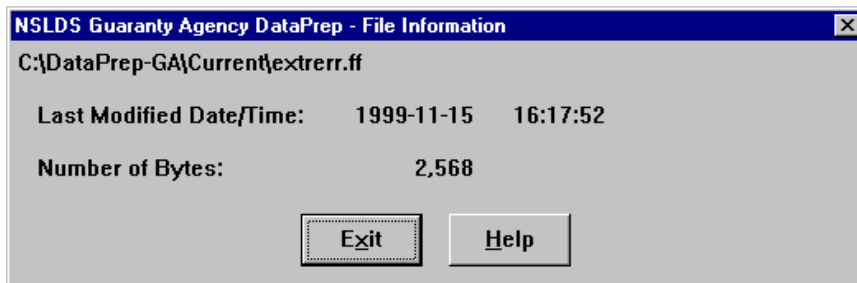 NSLDS Guaranty Agency DataPrep - File Information
C:\DataPrep-GA\Current\extrerr.ff
Last Modified Date/Time: 1999-11-15 16:17:52
Number of Bytes: 2,568
Exit Help